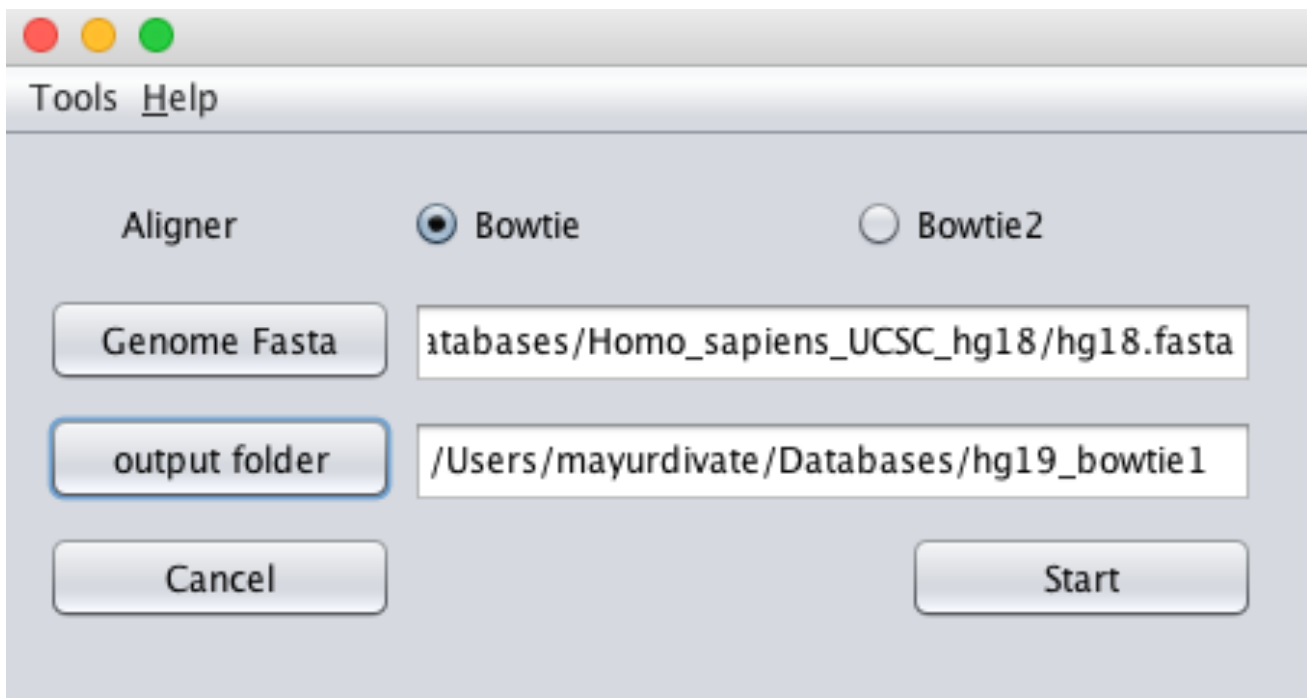 Tools Help
Aligner Bowtie Bowtie2
Genome Fasta atabases/Homo_sapiens_UCSC_hg18/hg18.fasta
output folder /Users/mayurdivate/Databases/hg19_bowtie1
Cancel Start